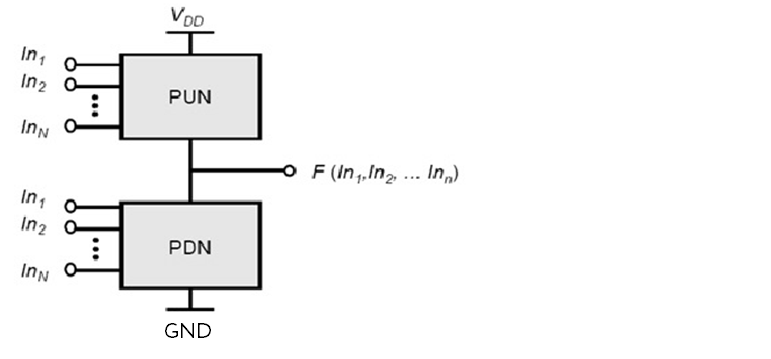 V_DD
In_1
In_2
PUN
In_N
F (In_1,In_2, ... In_n)
In_1
In_2
PDN
In_N
GND